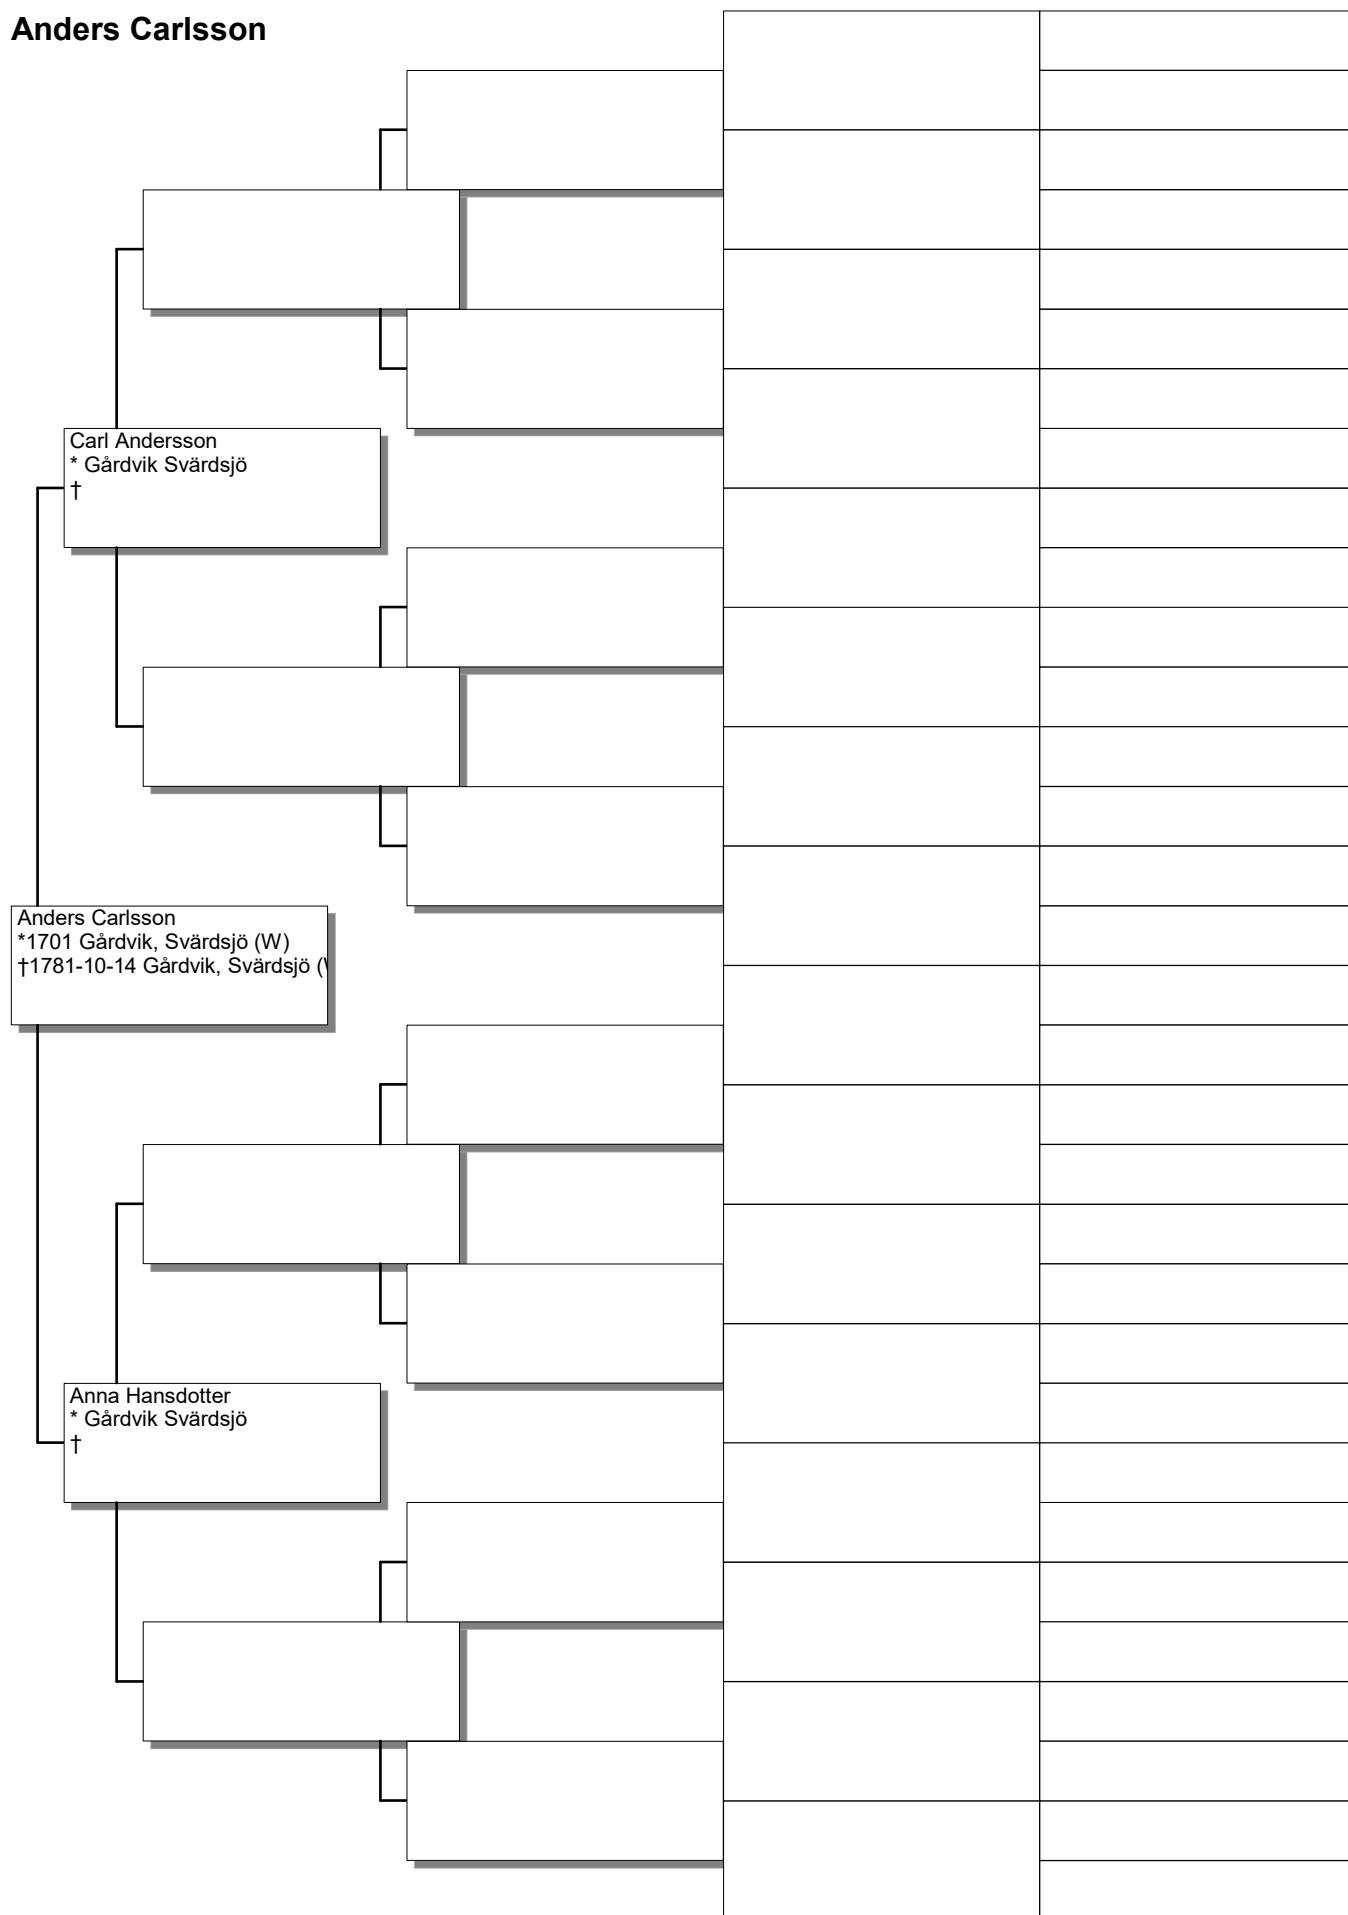 Anders Carlsson
Carl Andersson
* Gårdvik Svärdsjö
†
Anders Carlsson
*1701 Gårdvik, Svärdsjö (W)
†1781-10-14 Gårdvik, Svärdsjö (
Anna Hansdotter
* Gårdvik Svärdsjö
†